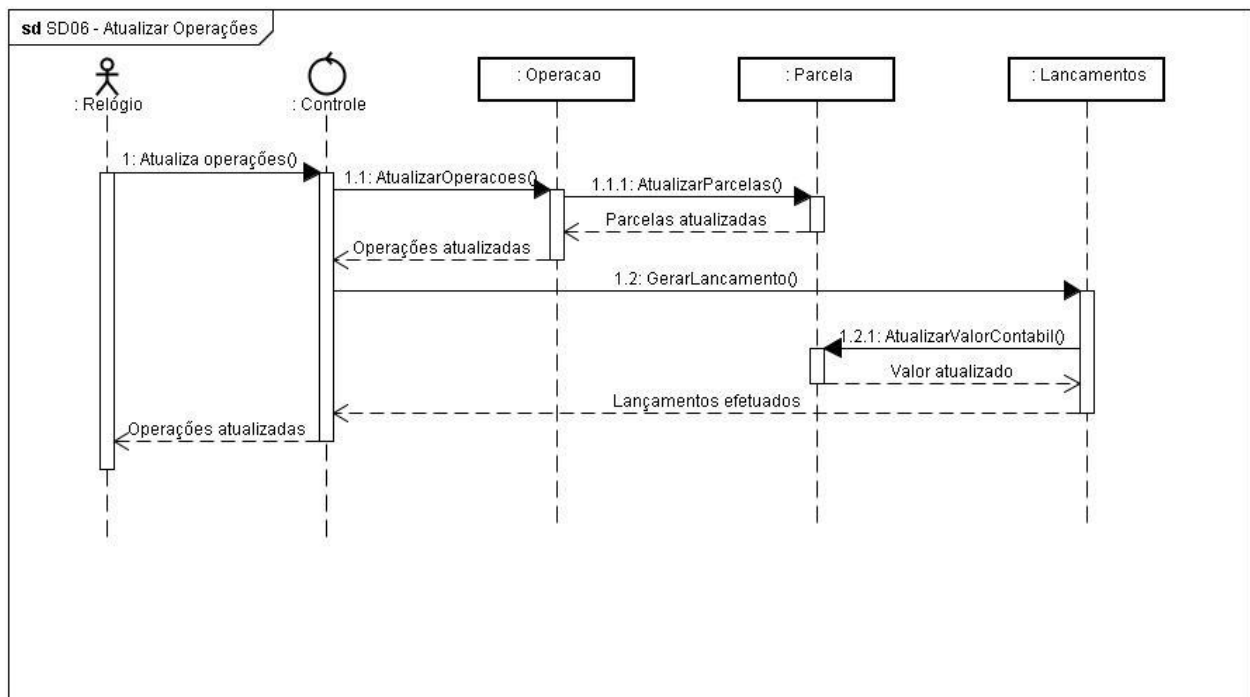 sd SD06 - Atualizar Operações
: Relógio
: Controle
: Operacao
: Parcela
: Lancamentos
1: Atualiza operações()
1.1: AtualizarOperacoes()
1.1.1: AtualizarParcelas()
Parcelas atualizadas
Operações atualizadas
1.2: GerarLancamento()
1.2.1: AtualizarValorContabil()
Valor atualizado
Lançamentos efetuados
Operações atualizadas